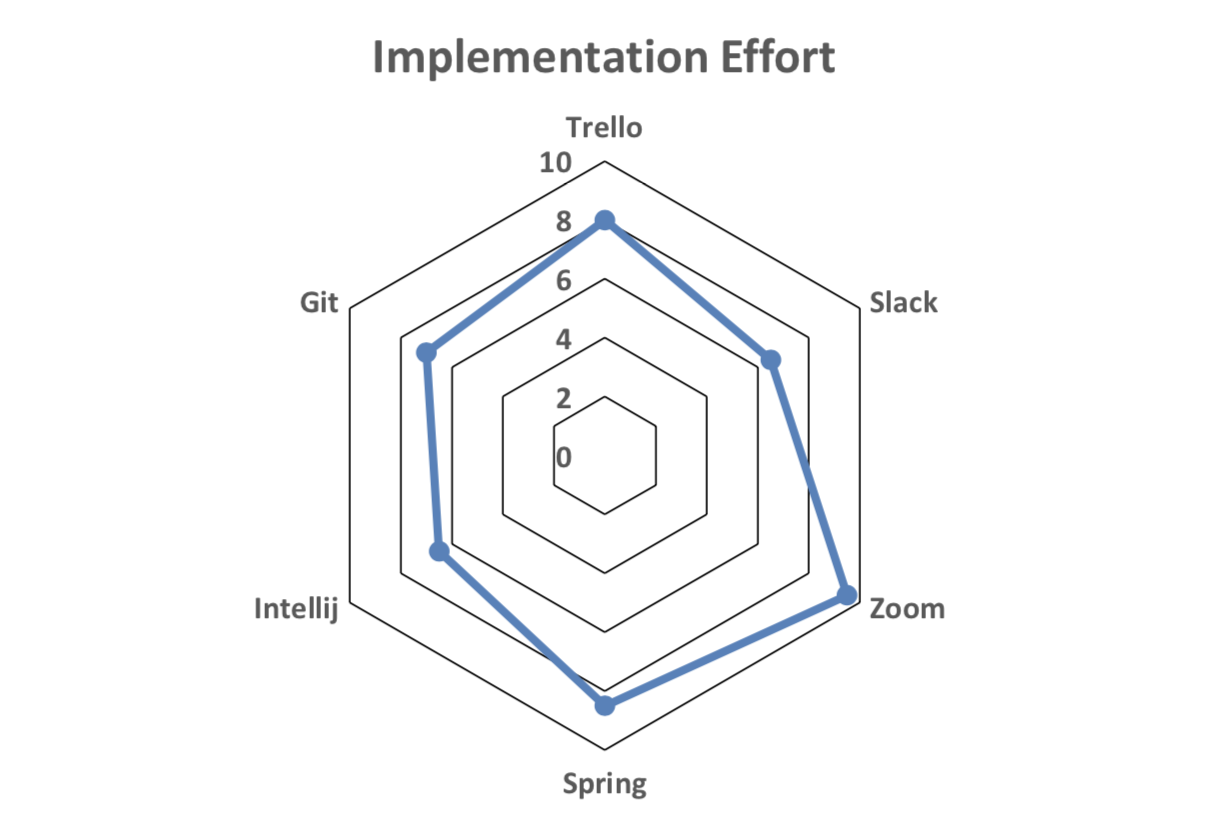 Implementation Effort
Trello
10
8
6
4
2
0
Slack
Zoom
Spring
Intellij
Git